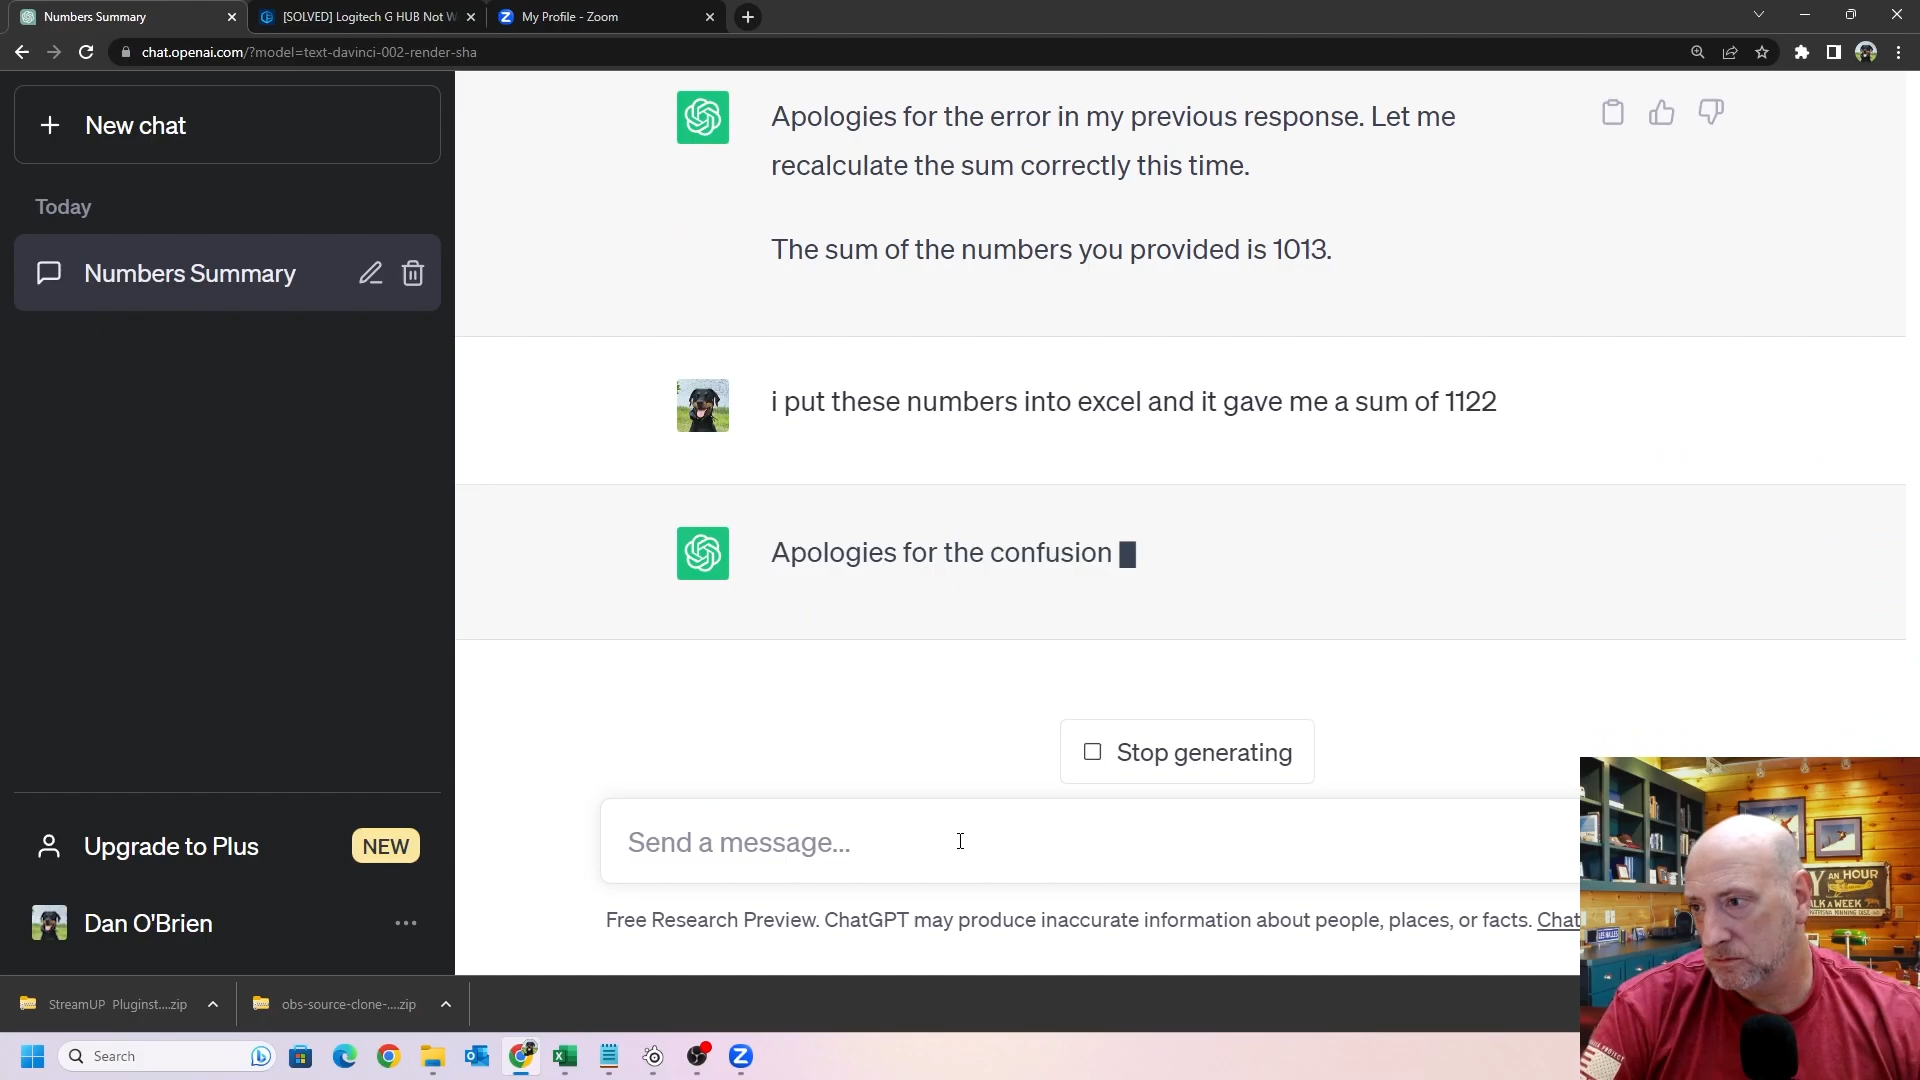 Numbers Summary
[SOLVED] Logitech G HUB Not W
My Profile - Zoom
chat.openai.com/?model=text-davinci-002-render-sha
New chat
Today
Numbers Summary
Upgrade to Plus
NEW
Dan O'Brien
Apologies for the error in my previous response. Let me
recalculate the sum correctly this time.
The sum of the numbers you provided is 1013.
i put these numbers into excel and it gave me a sum of 1122
Apologies for the confusion
Stop generating
Send a message...
Free Research Preview. ChatGPT may produce inaccurate information about people, places, or facts. Chat
AN HOUR
A WEEK
StreamUP Pluginst....zip
obs-source-clone-....zip
Search